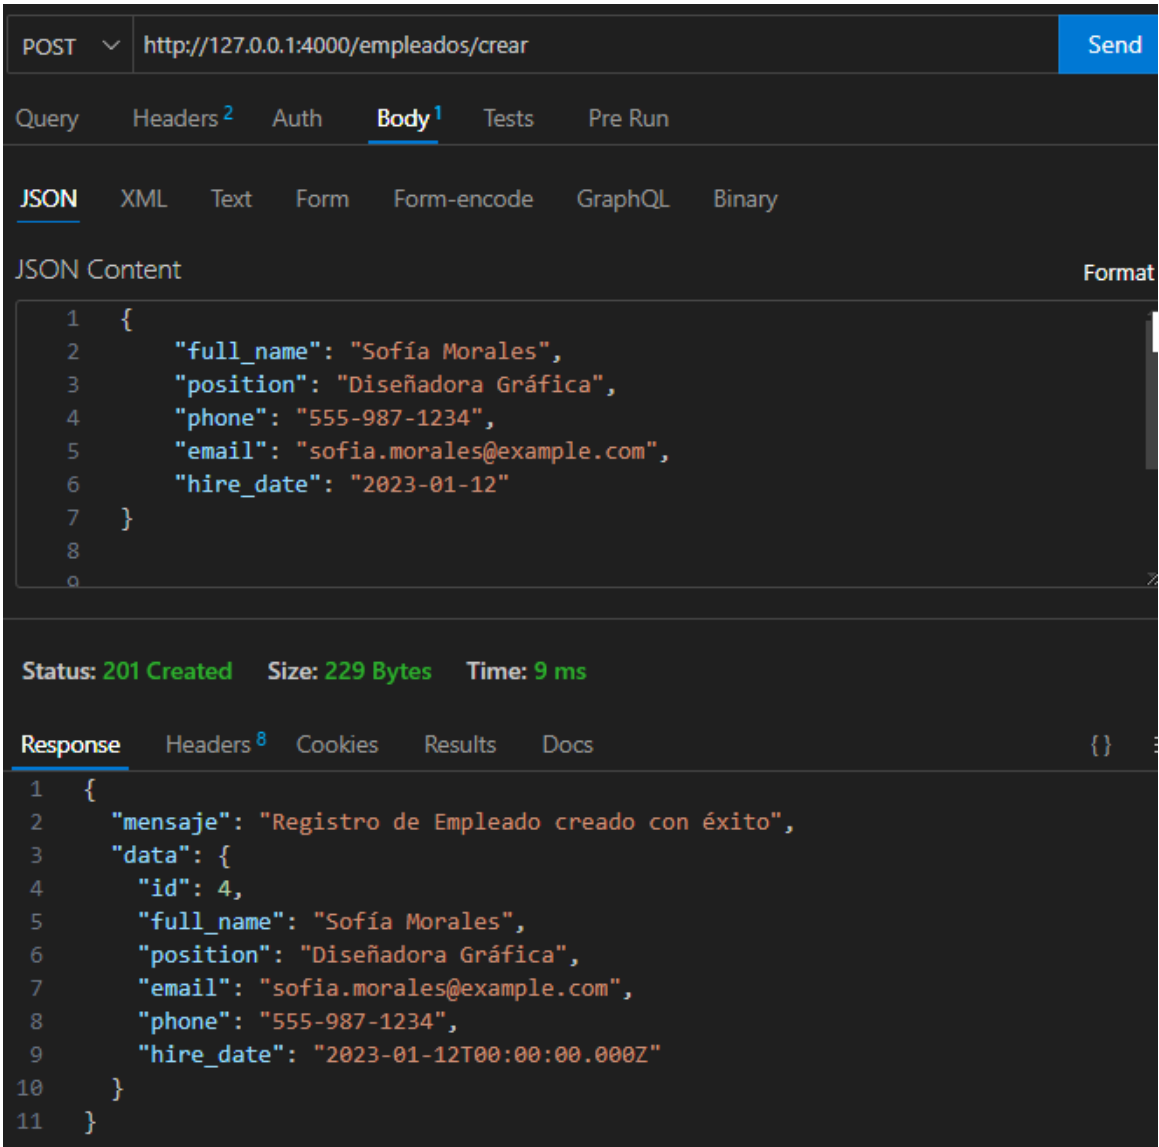 POST http://127.0.0.1:4000/empleados/crear Send
Query Headers 2 Auth Body 1 Tests Pre Run
JSON XML Text Form Form-encode GraphQL Binary
JSON Content Format
1 {
2 "full_name": "Sofía Morales",
3 "position": "Diseñadora Gráfica",
4 "phone": "555-987-1234",
5 "email": "sofia.morales@example.com",
6 "hire_date": "2023-01-12"
7 }
8
9
Status: 201 Created Size: 229 Bytes Time: 9 ms
Response Headers 8 Cookies Results Docs {}
1 {
2 "mensaje": "Registro de Empleado creado con éxito",
3 "data": {
4 "id": 4,
5 "full_name": "Sofía Morales",
6 "position": "Diseñadora Gráfica",
7 "email": "sofia.morales@example.com",
8 "phone": "555-987-1234",
9 "hire_date": "2023-01-12T00:00:00.000Z"
10 }
11 }